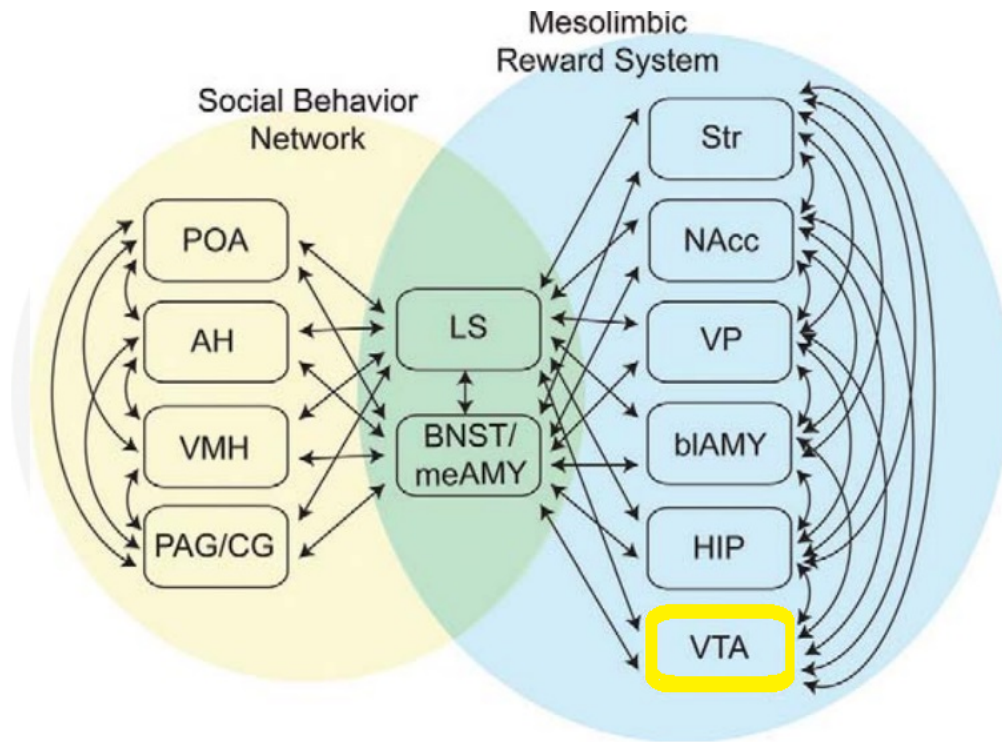 Mesolimbic
Reward System
Social Behavior
Network
POA
AH
VMH
PAG/CG
LS
BNST/
meAMY
Str
NAcc
VP
blAMY
HIP
VTA